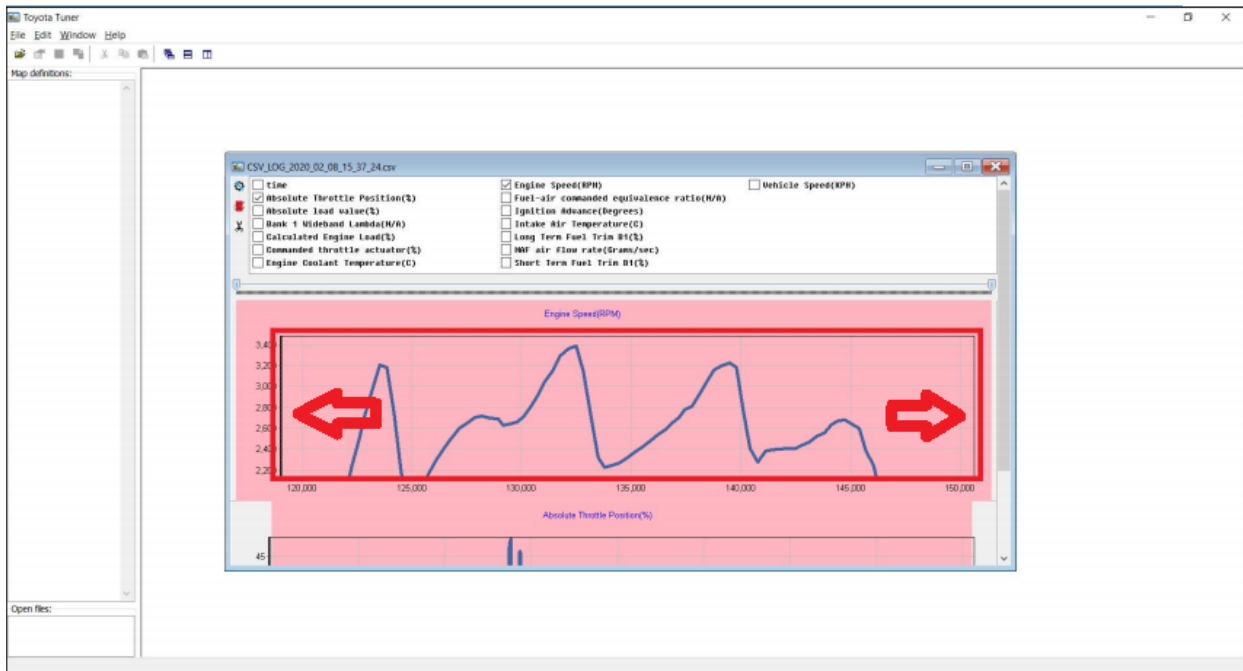 Toyota Tuner
File Edit Window Help
Map definitions:
CSV_LOG_2020_02_08_15_37_24.csv
time
Absolute Throttle Position(%)
Absolute load value(%)
Bank 1 Wideband Lambda(N/A)
Calculated Engine Load(%)
Commanded throttle actuator(%)
Engine Coolant Temperature(C)
Engine Speed(RPM)
Fuel-air commanded equivalence ratio(N/A)
Ignition Advance(Degrees)
Intake Air Temperature(C)
Long Term Fuel Trim B1(%)
MAF air flow rate(Grams/sec)
Short Term Fuel Trim B1(%)
Vehicle Speed(KPH)
Engine Speed(RPM)
3,400
3,200
3,000
2,800
2,600
2,400
2,200
120,000 125,000 130,000 135,000 140,000 145,000 150,000
Absolute Throttle Position(%)
45
Open files: